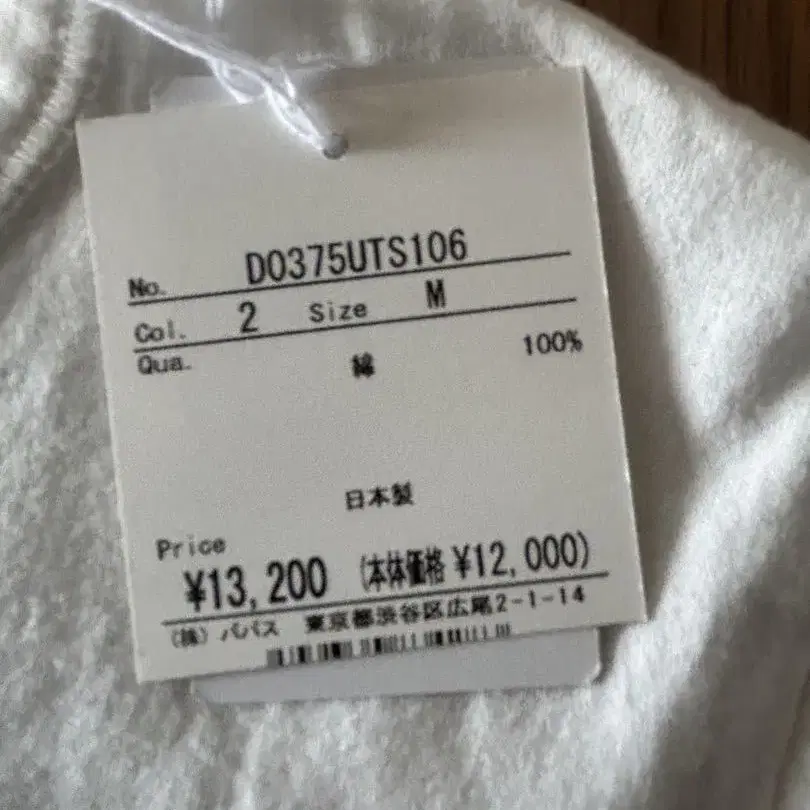 No. D0375UTS106
Col. 2 Size M
Qua. 綿 100%
日本製
Price
¥13,200 (本体価格 ¥12,000)
(株) パパス 東京都渋谷区広尾2-1-14